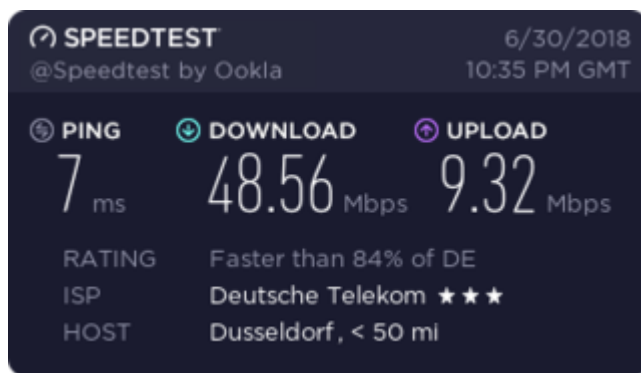 SPEEDTEST 6/30/2018
@Speedtest by Ookla 10:35 PM GMT
PING DOWNLOAD UPLOAD
7 ms 48.56 Mbps 9.32 Mbps
RATING Faster than 84% of DE
ISP Deutsche Telekom ★ ★ ★
HOST Dusseldorf, < 50 mi